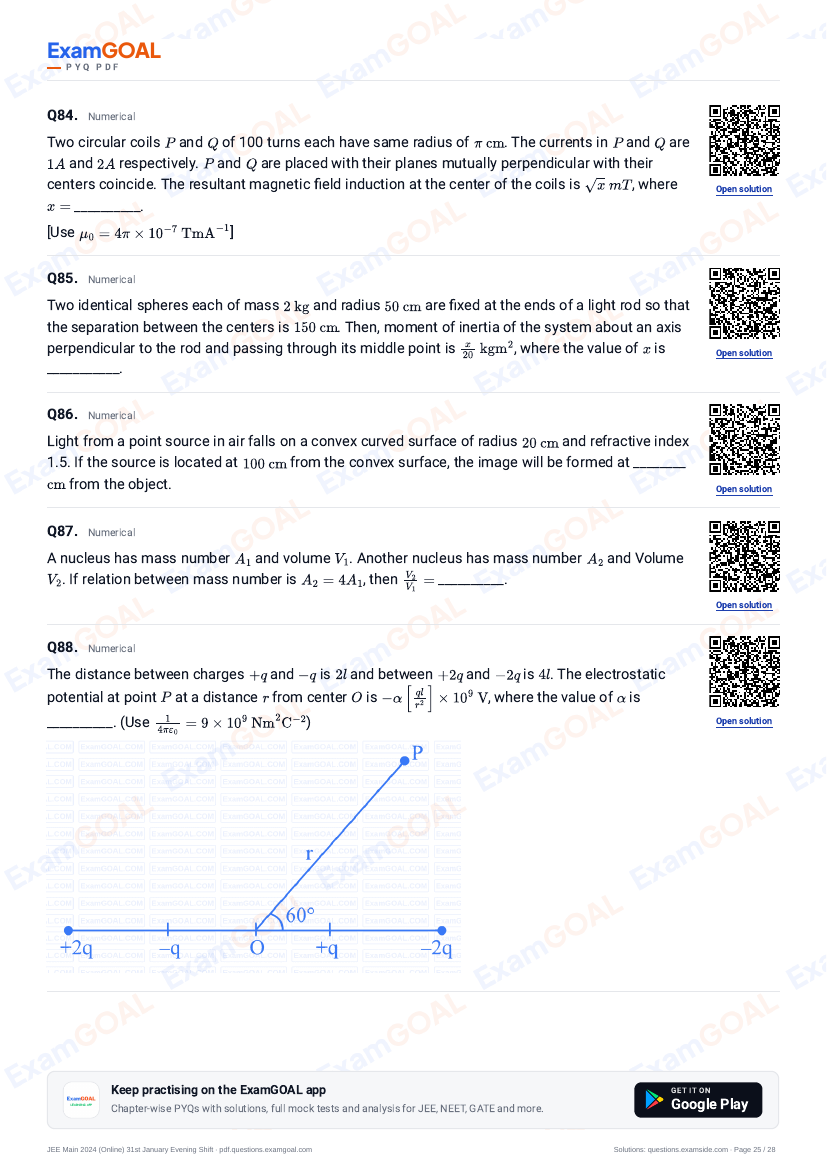 ExamGOAL
PYQ PDF
Q84. Numerical
Two circular coils P and Q of 100 turns each have same radius of π cm. The currents in P and Q are
1A and 2A respectively. P and Q are placed with their planes mutually perpendicular with their
centers coincide. The resultant magnetic field induction at the center of the coils is √x mT, where
x = __________.
[Use μ₀ = 4π × 10⁻⁷ TmA⁻¹]
Open solution
Q85. Numerical
Two identical spheres each of mass 2 kg and radius 50 cm are fixed at the ends of a light rod so that
the separation between the centers is 150 cm. Then, moment of inertia of the system about an axis
perpendicular to the rod and passing through its middle point is x/20 kgm², where the value of x is
___________.
Open solution
Q86. Numerical
Light from a point source in air falls on a convex curved surface of radius 20 cm and refractive index
1.5. If the source is located at 100 cm from the convex surface, the image will be formed at ________
cm from the object.
Open solution
Q87. Numerical
A nucleus has mass number A₁ and volume V₁. Another nucleus has mass number A₂ and Volume
V₂. If relation between mass number is A₂ = 4A₁, then V₂/V₁ = __________.
Open solution
Q88. Numerical
The distance between charges +q and −q is 2l and between +2q and −2q is 4l. The electrostatic
potential at point P at a distance r from center O is −α [ql/r²] × 10⁹ V, where the value of α is
__________. (Use 1/4πε₀ = 9 × 10⁹ Nm²C⁻²)
Open solution
P
r
60°
+2q –q O +q –2q
Keep practising on the ExamGOAL app
Chapter-wise PYQs with solutions, full mock tests and analysis for JEE, NEET, GATE and more.
ExamGOAL
GET IT ON
Google Play
JEE Main 2024 (Online) 31st January Evening Shift · pdf.questions.examgoal.com
Solutions: questions.examside.com · Page 25 / 28